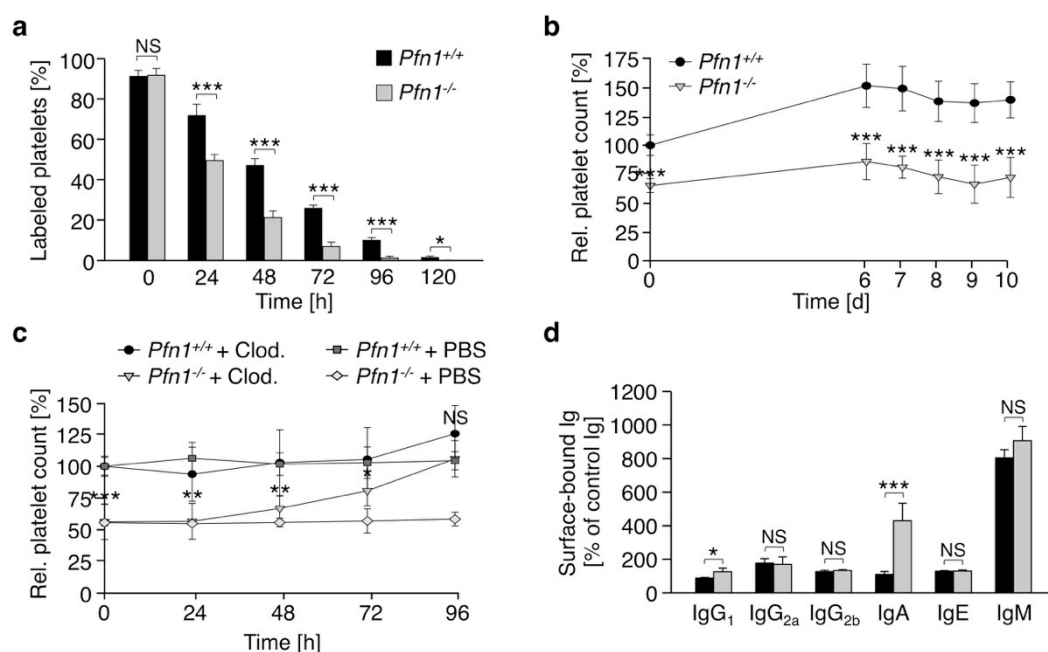 a
NS
Labeled platelets [%]
100
80
60
40
20
0
***
***
***
***
*
Pfn1+/+
Pfn1-/-
0 24 48 72 96 120
Time [h]
b
Rel. platelet count [%]
175
150
125
100
75
50
25
0
Pfn1+/+
Pfn1-/-
*** *** *** *** *** ***
0 6 7 8 9 10
Time [d]
c
Pfn1+/+ + Clod. Pfn1+/+ + PBS
Pfn1-/- + Clod. Pfn1-/- + PBS
Rel. platelet count [%]
150
125
100
75
50
25
0
*** ** ** * NS
0 24 48 72 96
Time [h]
d
Surface-bound Ig
[% of control Ig]
1200
1000
800
600
400
200
0
* NS NS *** NS NS
IgG1 IgG2a IgG2b IgA IgE IgM